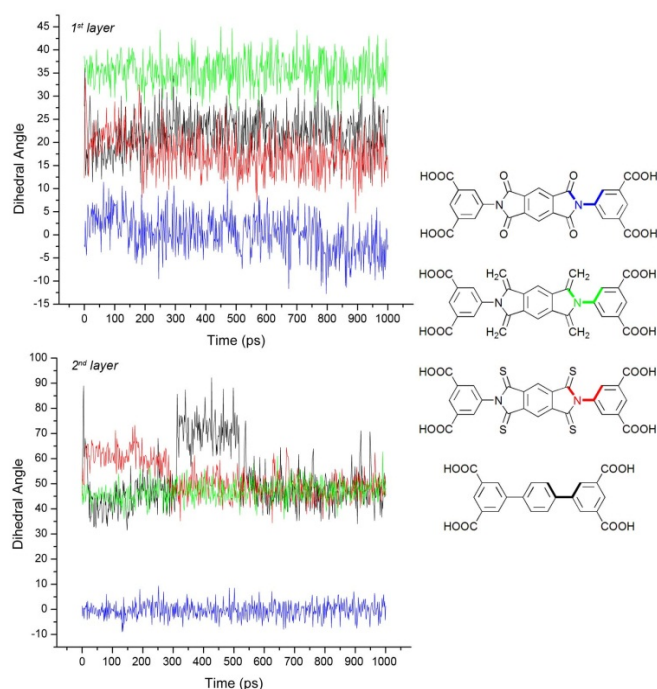 1st layer
45
40
35
30
25
20
15
10
5
0
-5
-10
-15
Dihedral Angle
0 100 200 300 400 500 600 700 800 900 1000
Time (ps)
2nd layer
100
90
80
70
60
50
40
30
20
10
0
-10
Dihedral Angle
0 100 200 300 400 500 600 700 800 900 1000
Time (ps)
HOOC O O COOH
N N
HOOC O O COOH
HOOC H2C CH2 COOH
N N
HOOC H2C CH2 COOH
HOOC S S COOH
N N
HOOC S S COOH
HOOC COOH
HOOC COOH